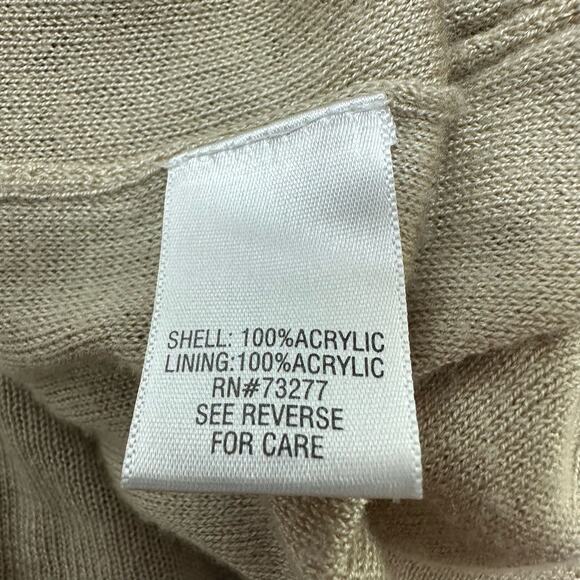 SHELL: 100%ACRYLIC
LINING:100%ACRYLIC
RN#73277
SEE REVERSE
FOR CARE